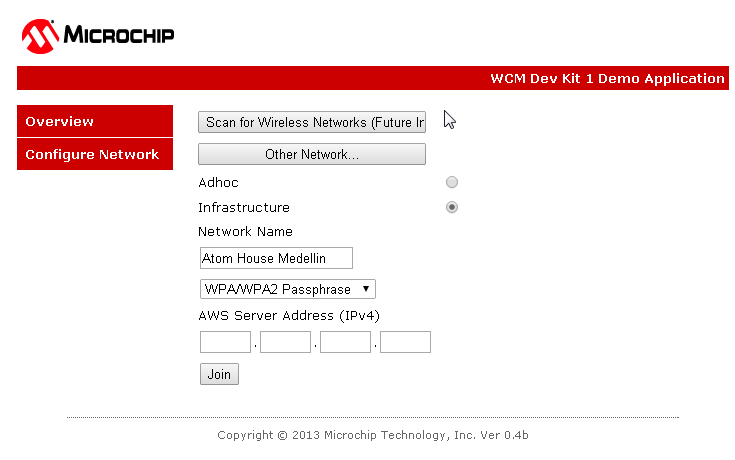 MICROCHIP
WCM Dev Kit 1 Demo Application
Overview
Configure Network
Scan for Wireless Networks (Future Ir
Other Network...
Adhoc
Infrastructure
Network Name
Atom House Medellin
WPA/WPA2 Passphrase
AWS Server Address (IPv4)
. . .
Join
Copyright © 2013 Microchip Technology, Inc. Ver 0.4b